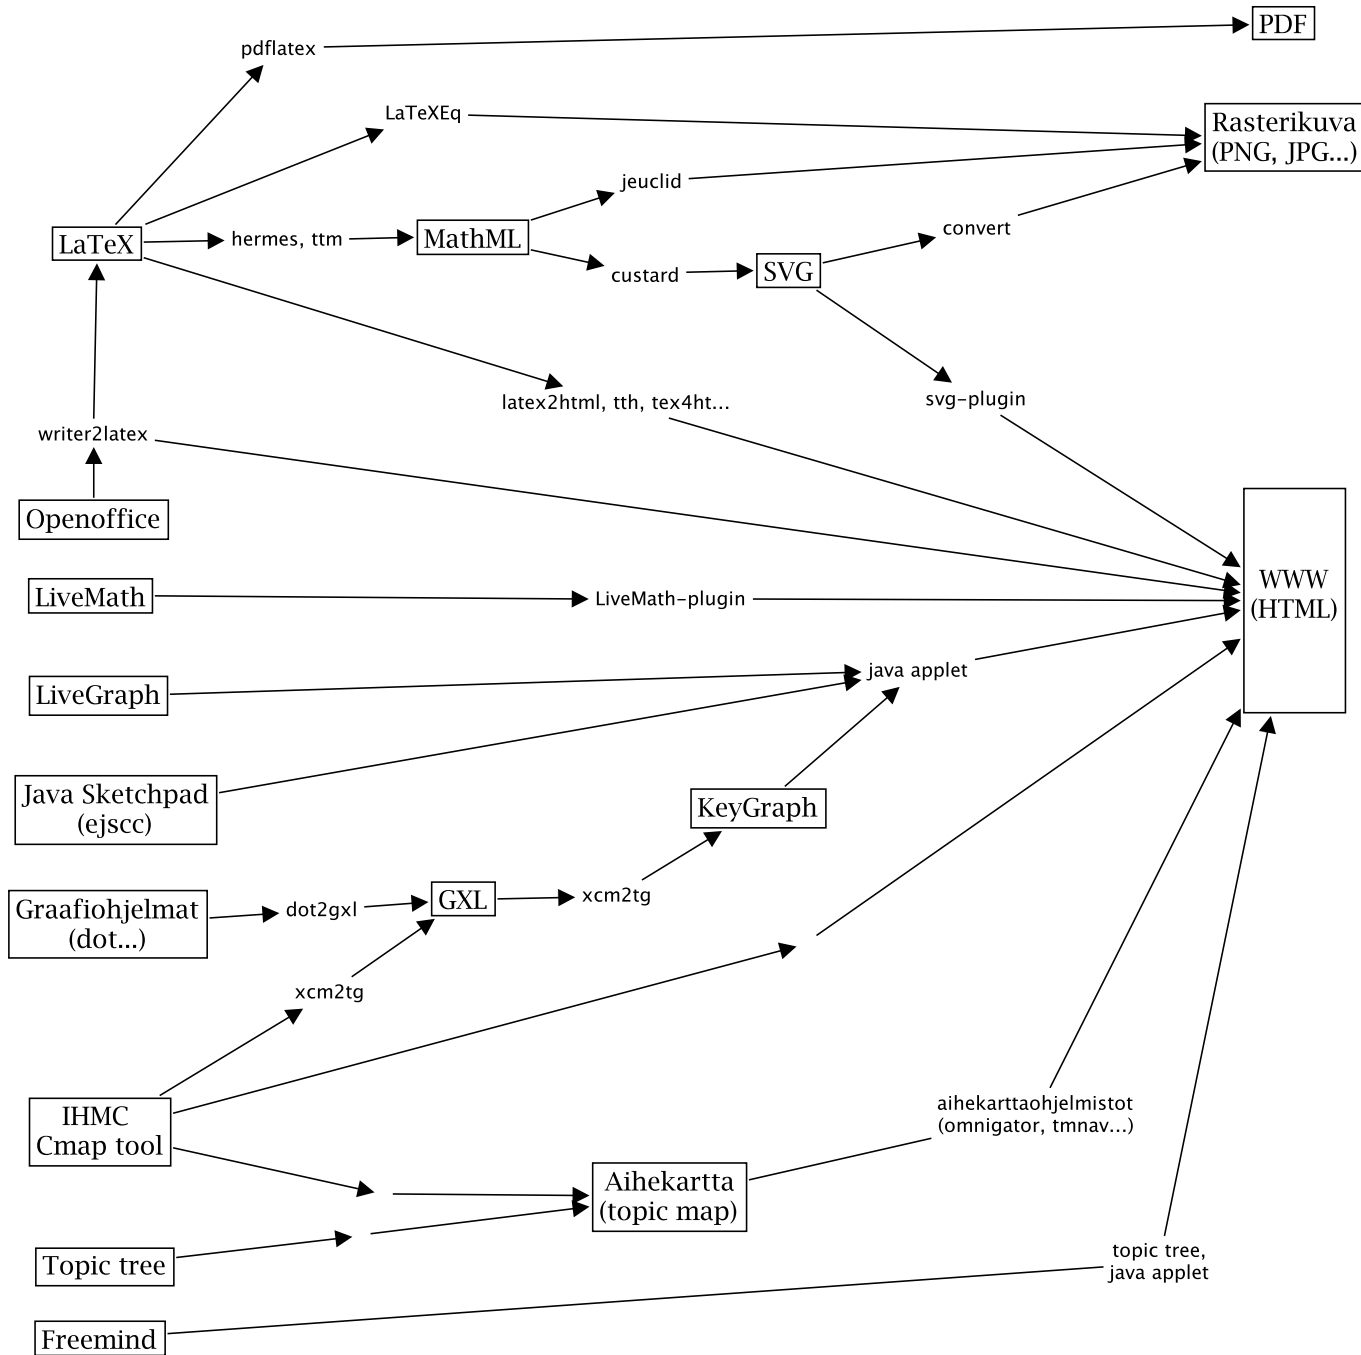 PDF
pdflatex
LaTeXEq
Rasterikuva
(PNG, JPG...)
jeuclid
LaTeX
hermes, ttm
MathML
convert
custard
SVG
latex2html, tth, tex4ht...
svg-plugin
writer2latex
Openoffice
WWW
(HTML)
LiveMath
LiveMath-plugin
LiveGraph
java applet
Java Sketchpad
(ejscc)
KeyGraph
Graafiohjelmat
(dot...)
dot2gxl
GXL
xcm2tg
xcm2tg
IHMC
Cmap tool
aihekarttaohjelmistot
(omnigator, tmnav...)
Aihekartta
(topic map)
Topic tree
topic tree,
java applet
Freemind